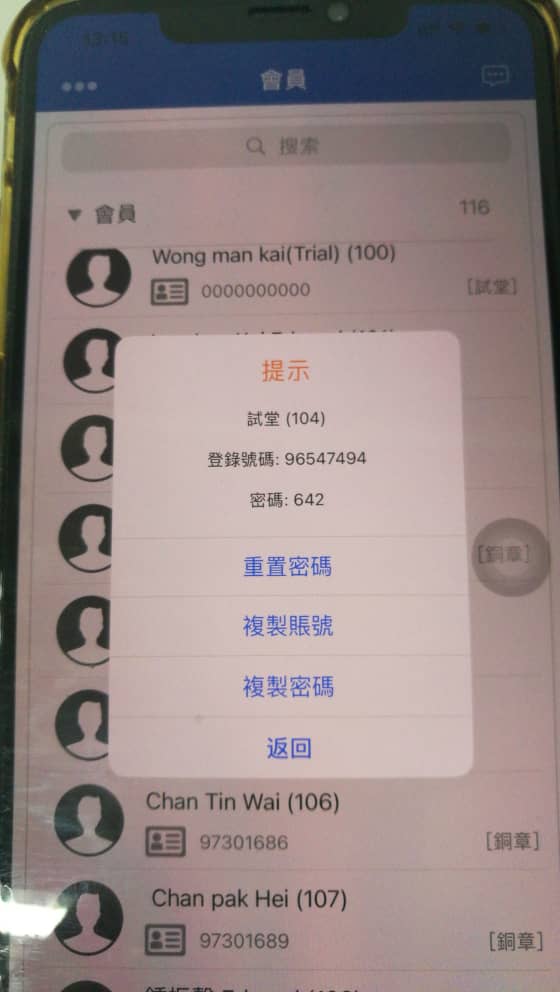 13:15
會員
搜索
會員 116
Wong man kai(Trial) (100)
0000000000 [試堂]
提示
試堂 (104)
登錄號碼: 96547494
密碼: 642
重置密碼
[銅章]
複製賬號
複製密碼
返回
Chan Tin Wai (106)
97301686 [銅章]
Chan pak Hei (107)
97301689 [銅章]